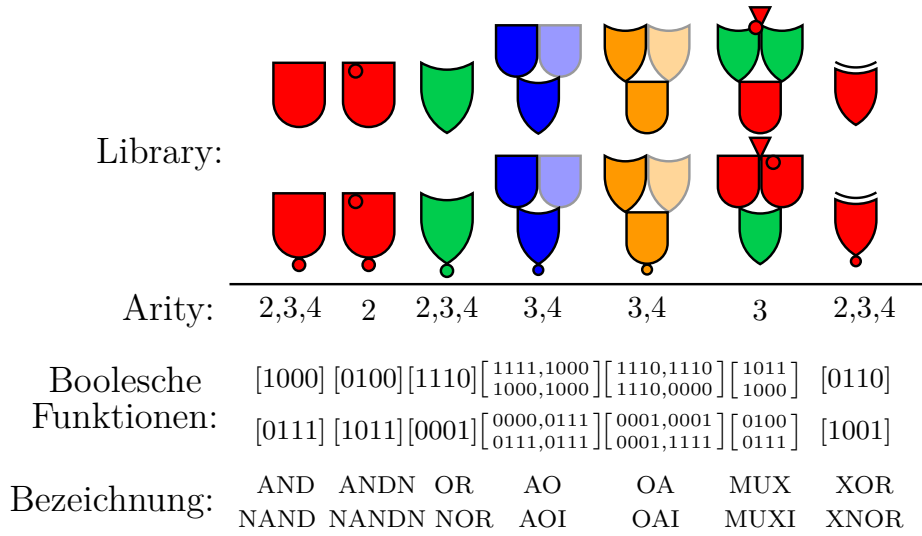 Library:
Arity: 2,3,4 2 2,3,4 3,4 3,4 3 2,3,4
Boolesche Funktionen:
[1000] [0100] [1110] [1111,1000 1000,1000] [1110,1110 1110,0000] [1011 1000] [0110]
[0111] [1011] [0001] [0000,0111 0111,0111] [0001,0001 0001,1111] [0100 0111] [1001]
Bezeichnung:
AND ANDN OR AO OA MUX XOR
NAND NANDN NOR AOI OAI MUXI XNOR